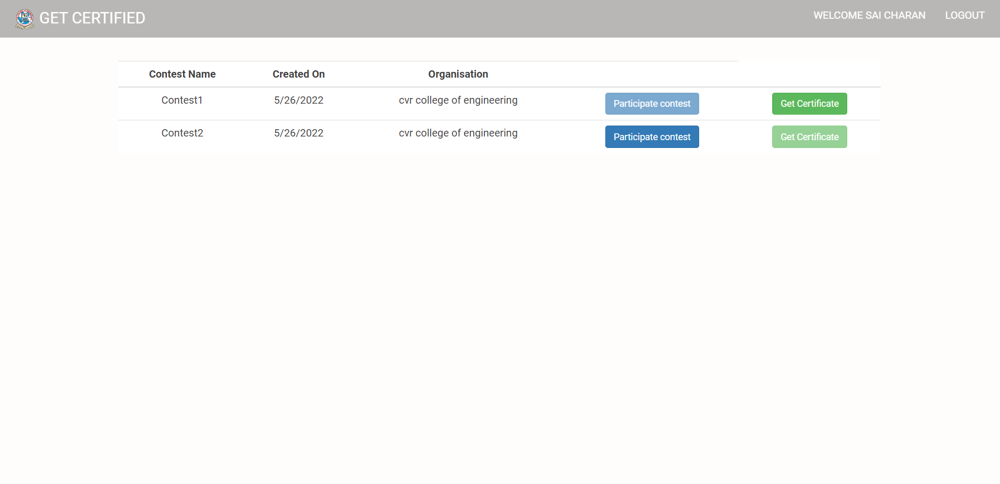 GET CERTIFIED
WELCOME SAI CHARAN LOGOUT
Contest Name Created On Organisation
Contest1 5/26/2022 cvr college of engineering Participate contest Get Certificate
Contest2 5/26/2022 cvr college of engineering Participate contest Get Certificate